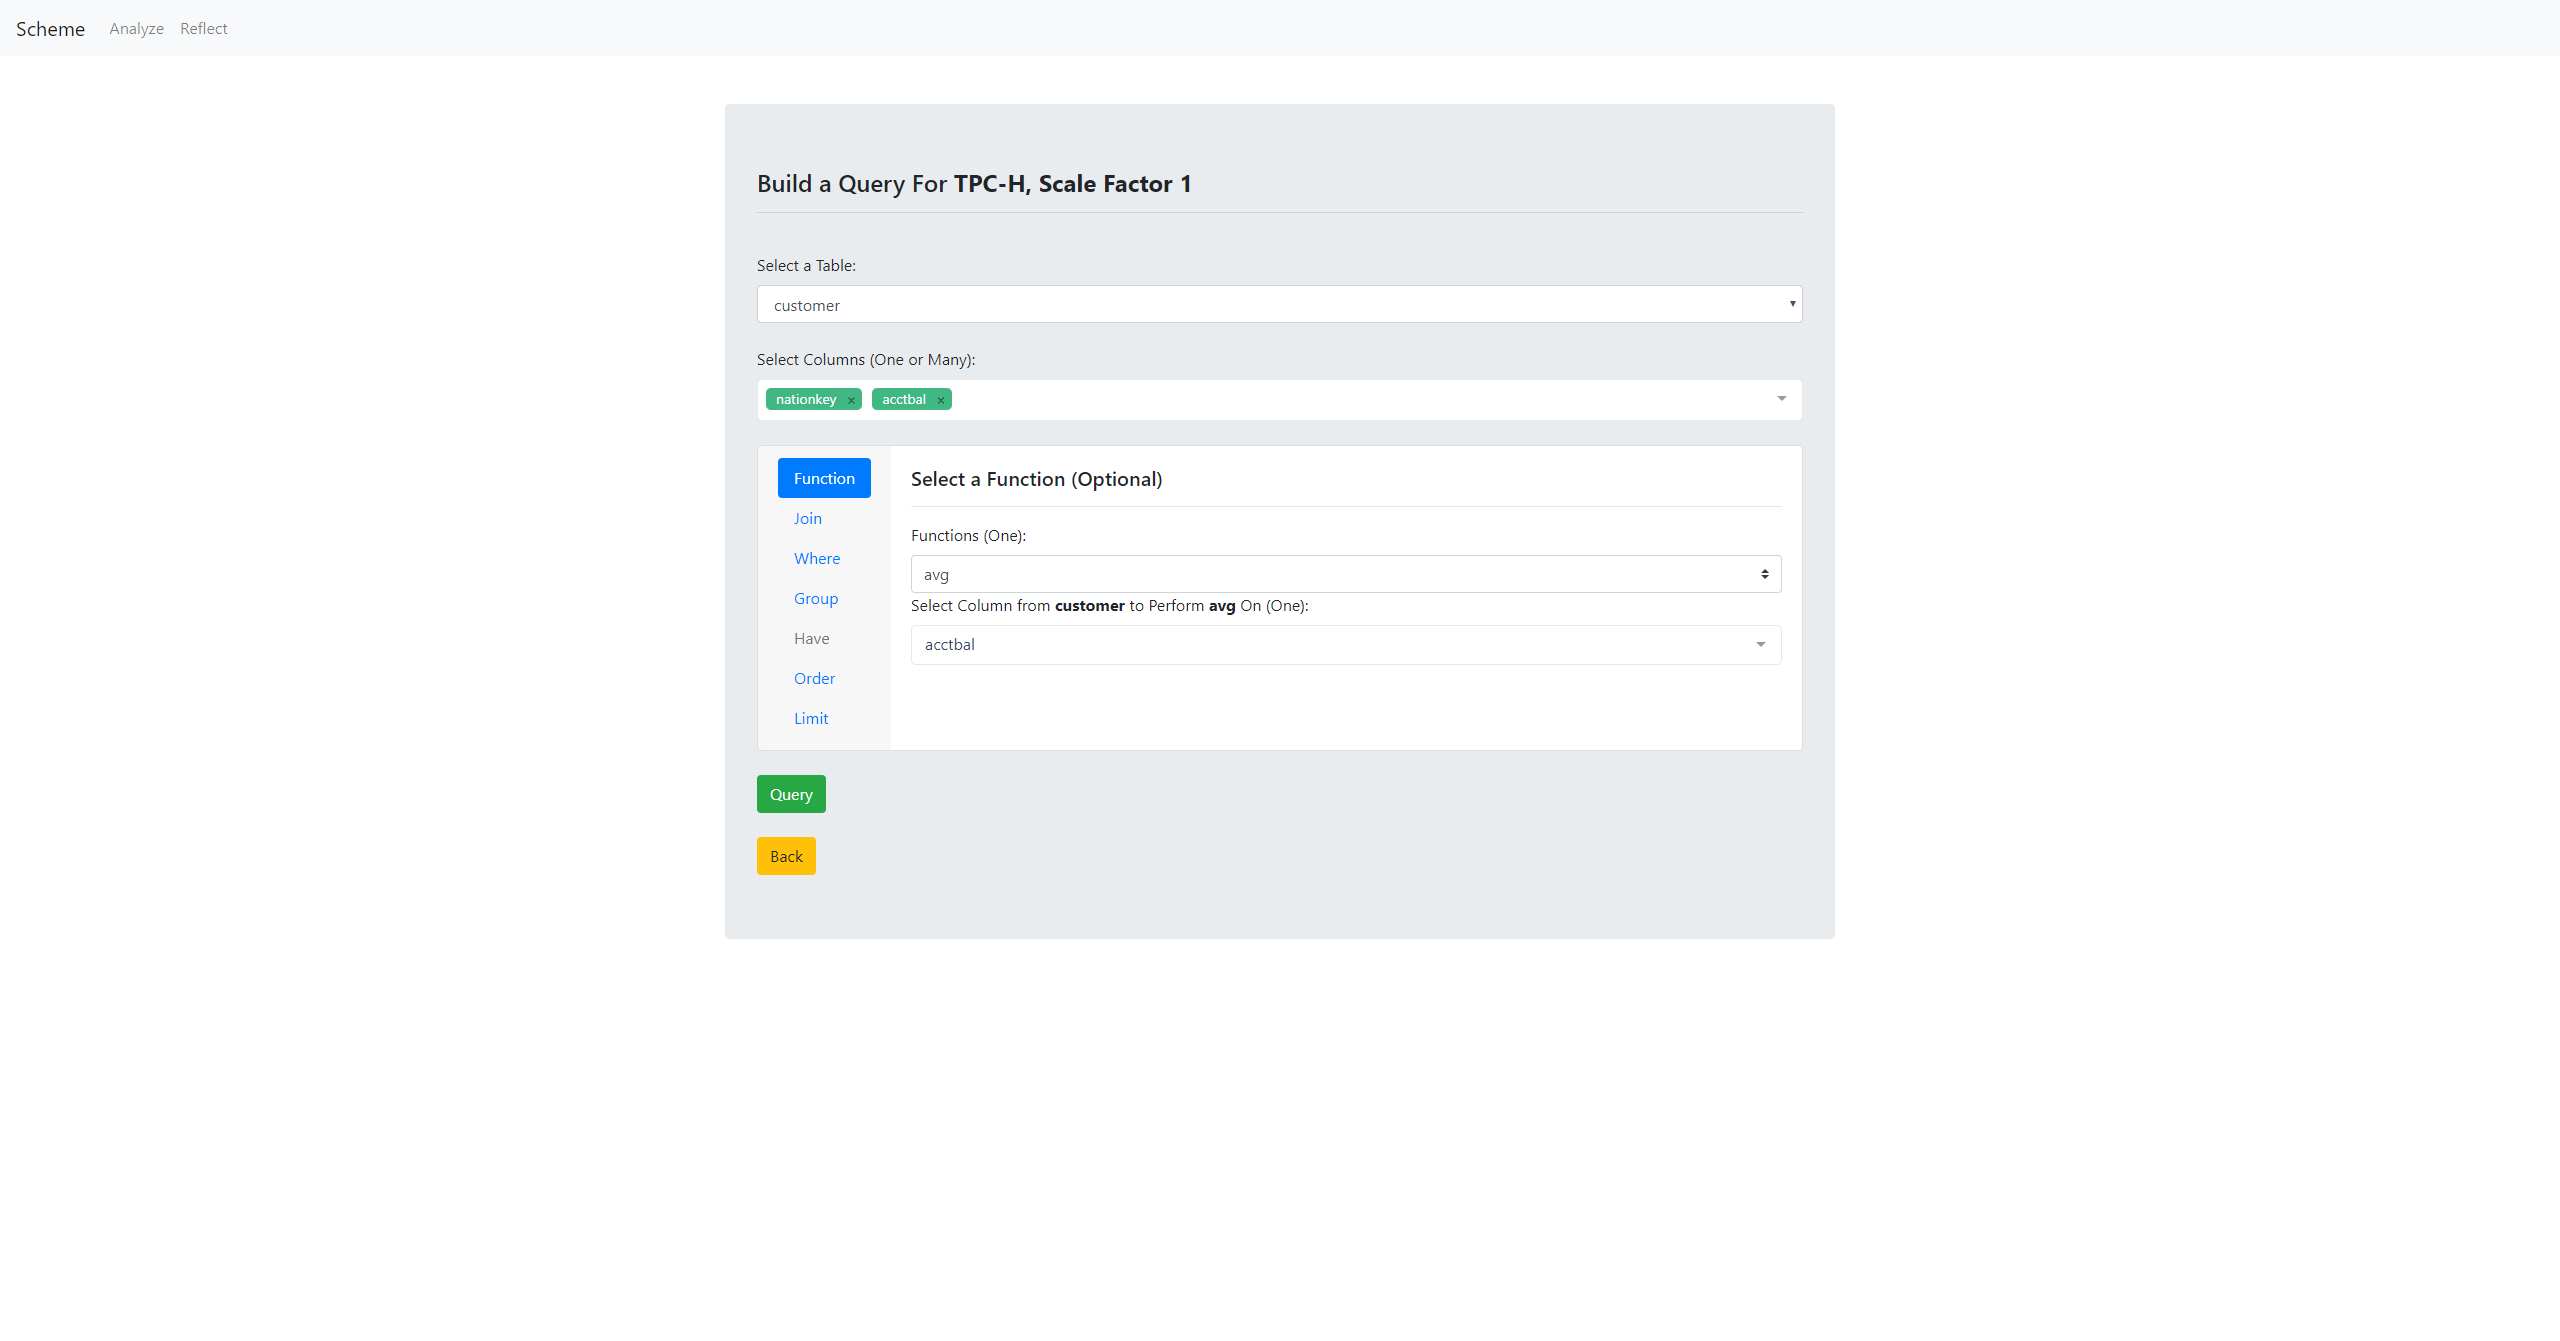 Scheme Analyze Reflect
Build a Query For TPC-H, Scale Factor 1
Select a Table:
customer
Select Columns (One or Many):
nationkey × acctbal ×
Function
Join
Where
Group
Have
Order
Limit
Select a Function (Optional)
Functions (One):
avg
Select Column from customer to Perform avg On (One):
acctbal
Query
Back